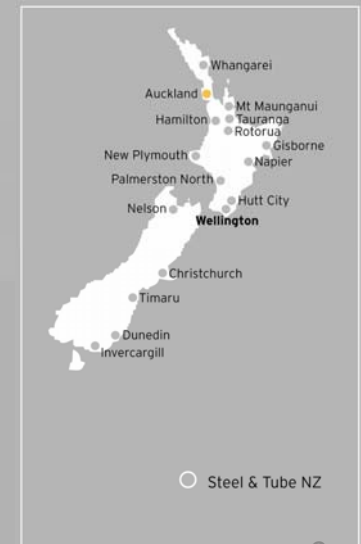 Whangarei
Auckland
Mt Maunganui
Hamilton
Tauranga
Rotorua
Gisborne
New Plymouth
Napier
Palmerston North
Nelson
Hutt City
Wellington
Christchurch
Timaru
Dunedin
Invercargill
Steel & Tube NZ